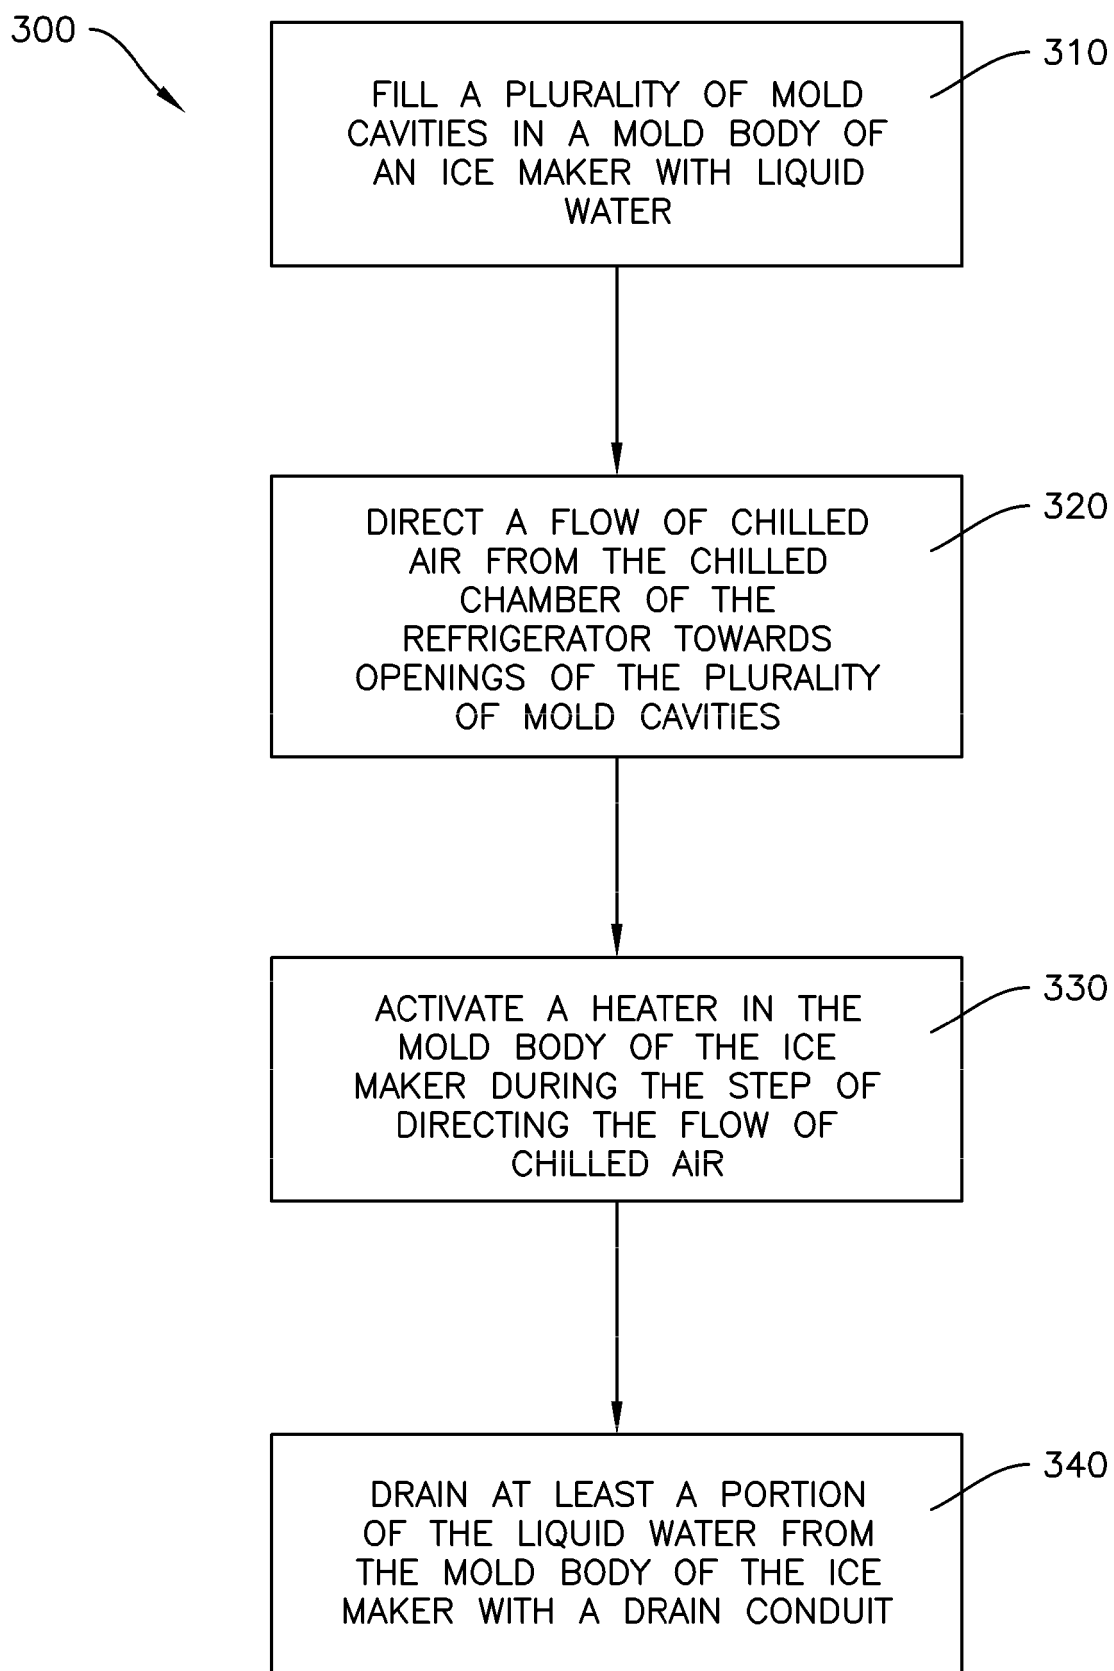 300
310
FILL A PLURALITY OF MOLD
CAVITIES IN A MOLD BODY OF
AN ICE MAKER WITH LIQUID
WATER
320
DIRECT A FLOW OF CHILLED
AIR FROM THE CHILLED
CHAMBER OF THE
REFRIGERATOR TOWARDS
OPENINGS OF THE PLURALITY
OF MOLD CAVITIES
330
ACTIVATE A HEATER IN THE
MOLD BODY OF THE ICE
MAKER DURING THE STEP OF
DIRECTING THE FLOW OF
CHILLED AIR
340
DRAIN AT LEAST A PORTION
OF THE LIQUID WATER FROM
THE MOLD BODY OF THE ICE
MAKER WITH A DRAIN CONDUIT